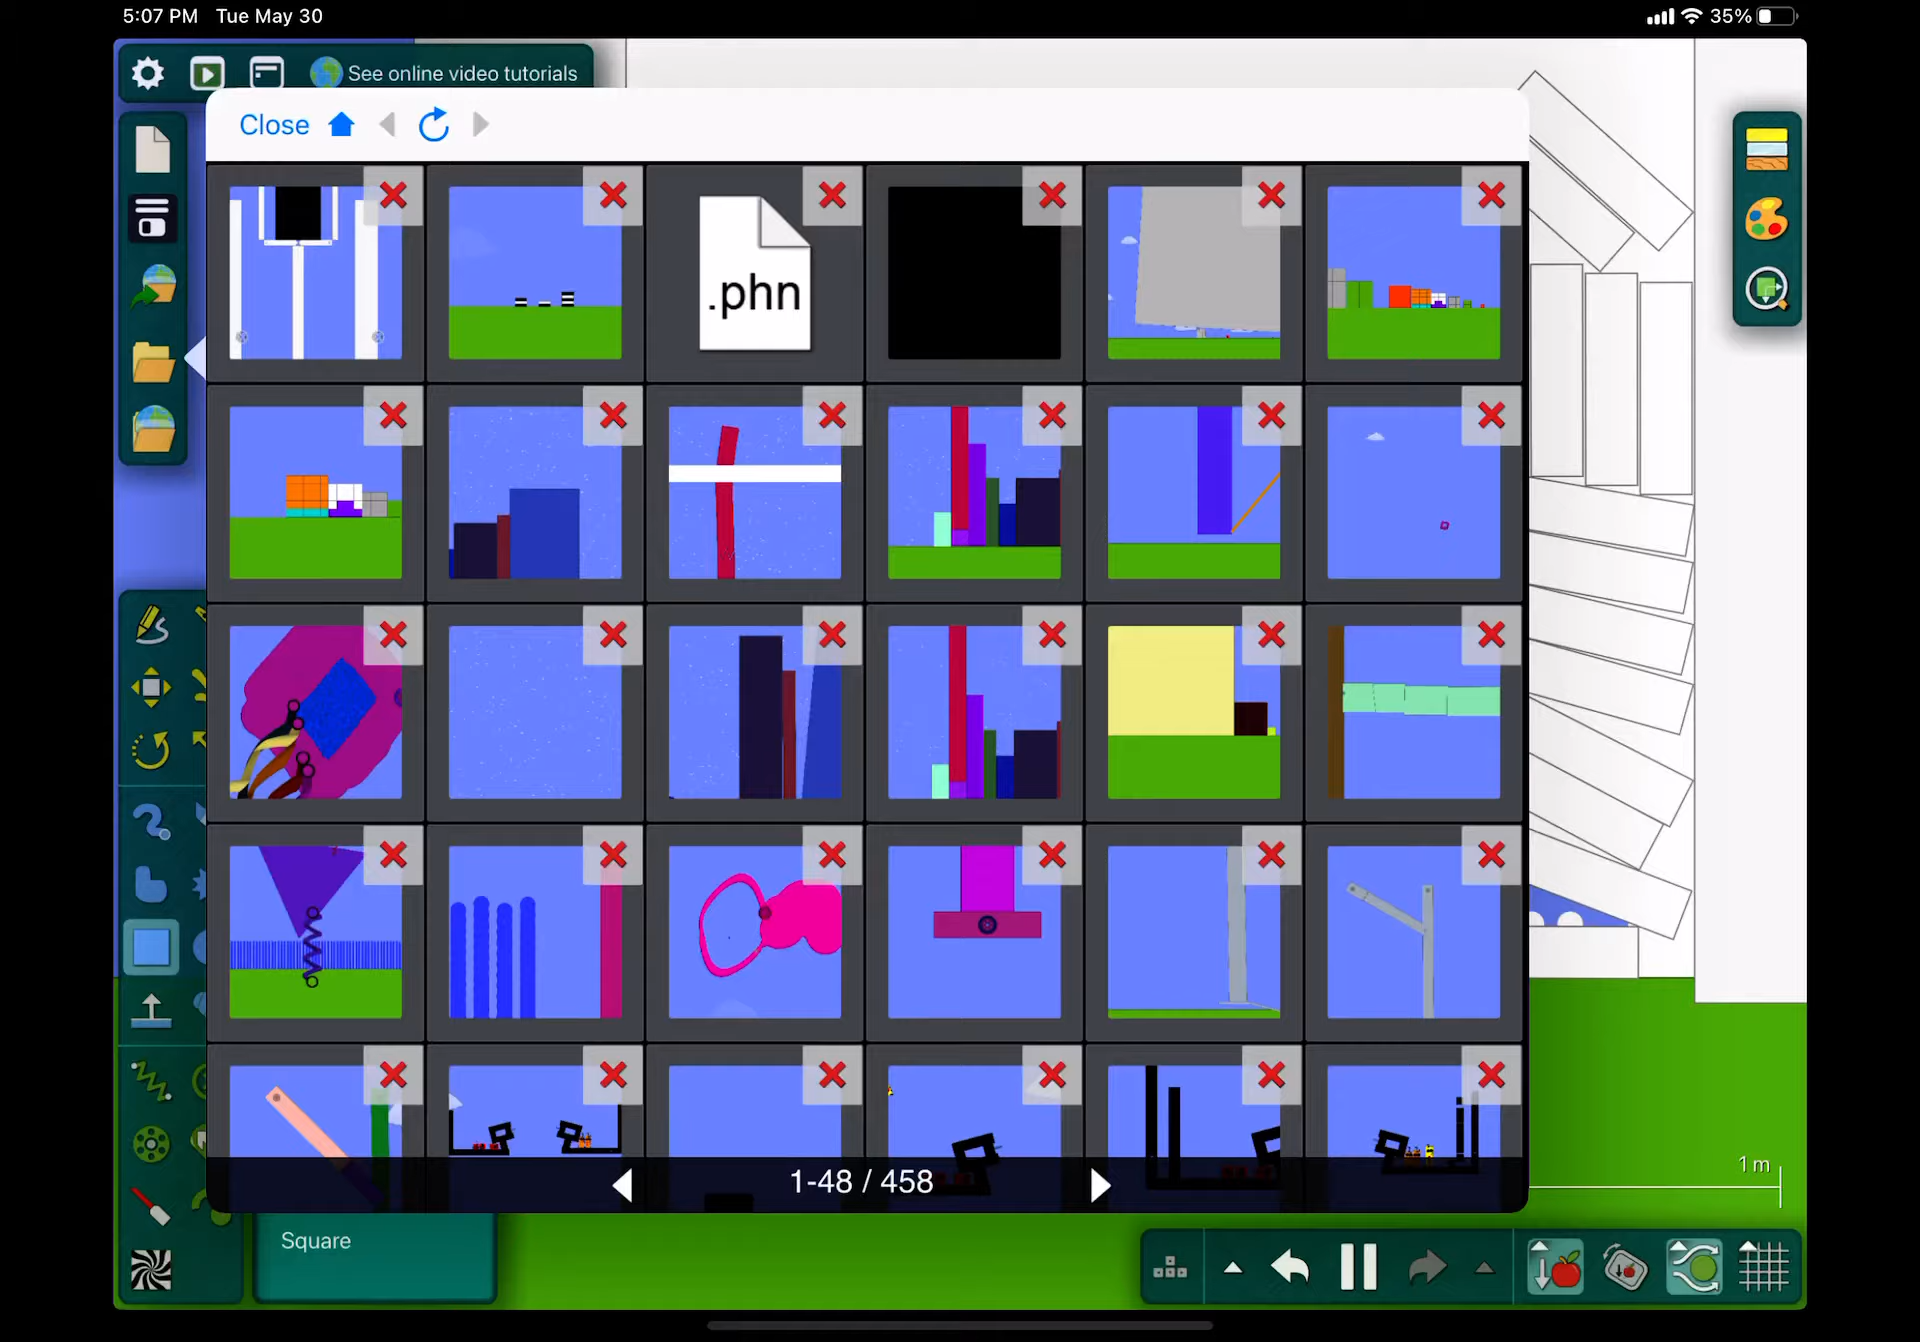 5:07 PM Tue May 30
35%
See online video tutorials
Close
.phn
1-48 / 458
1 m
Square